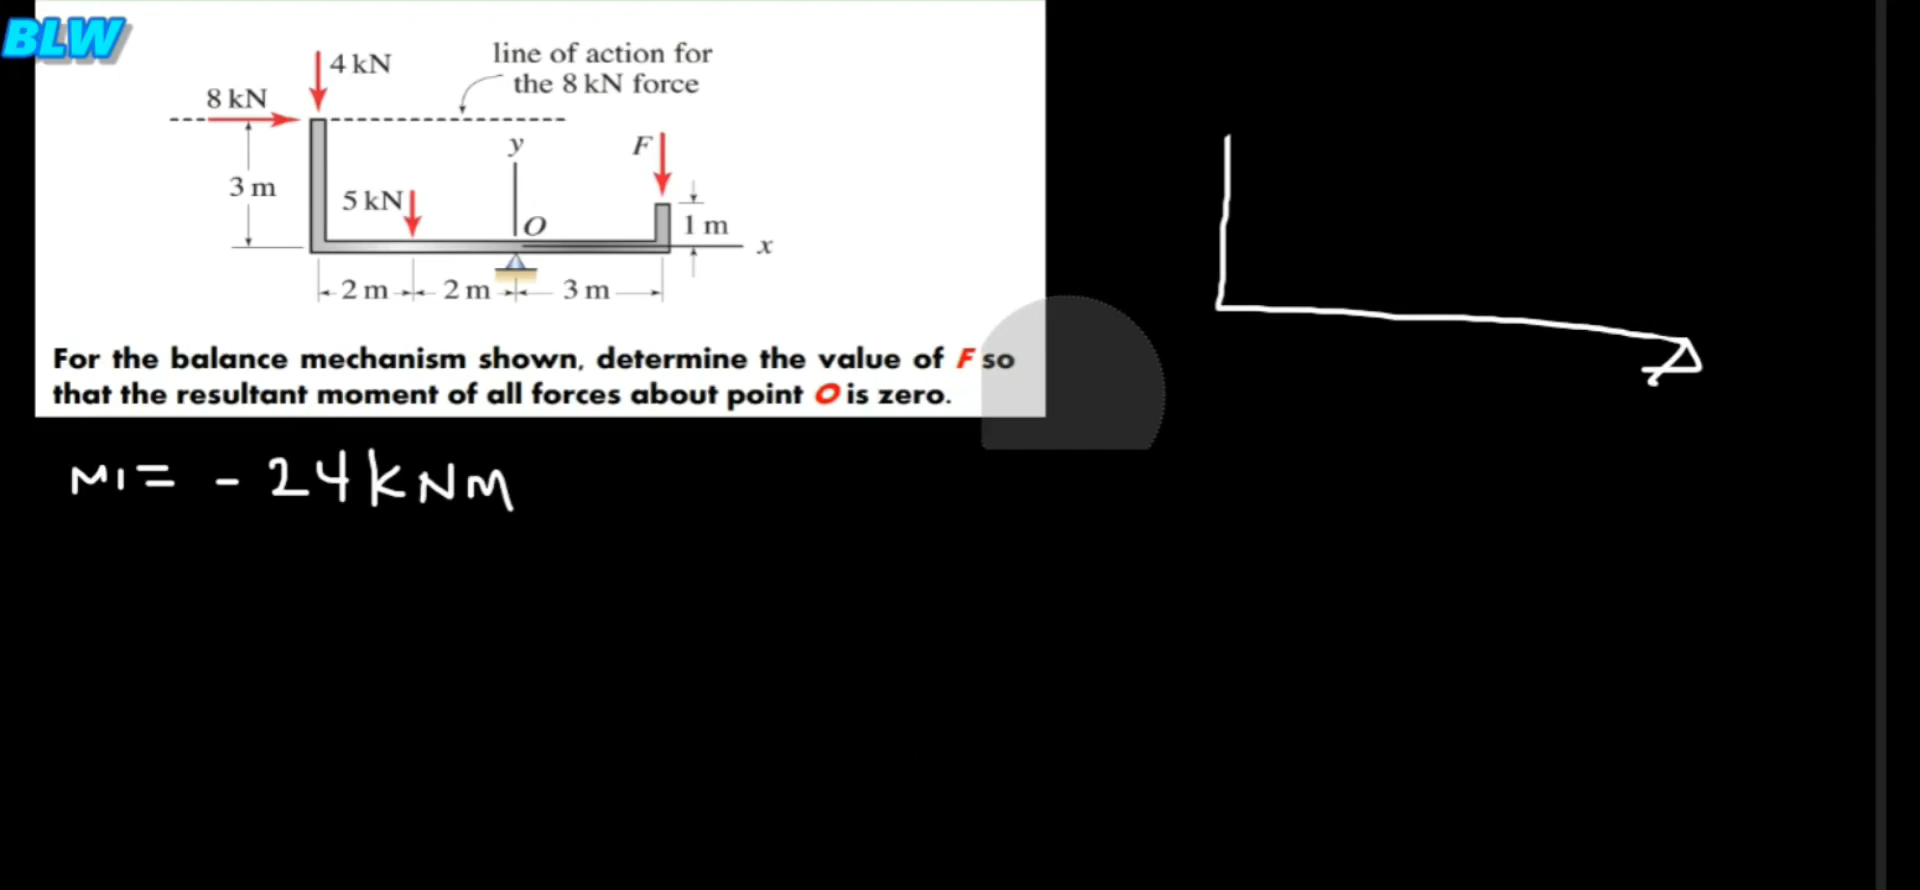 BLW
4 kN
line of action for
the 8 kN force
8 kN
y
F
3 m
5 kN
O
1 m
x
2 m 2 m 3 m
For the balance mechanism shown, determine the value of F so
that the resultant moment of all forces about point O is zero.
M1 = - 24 kNm